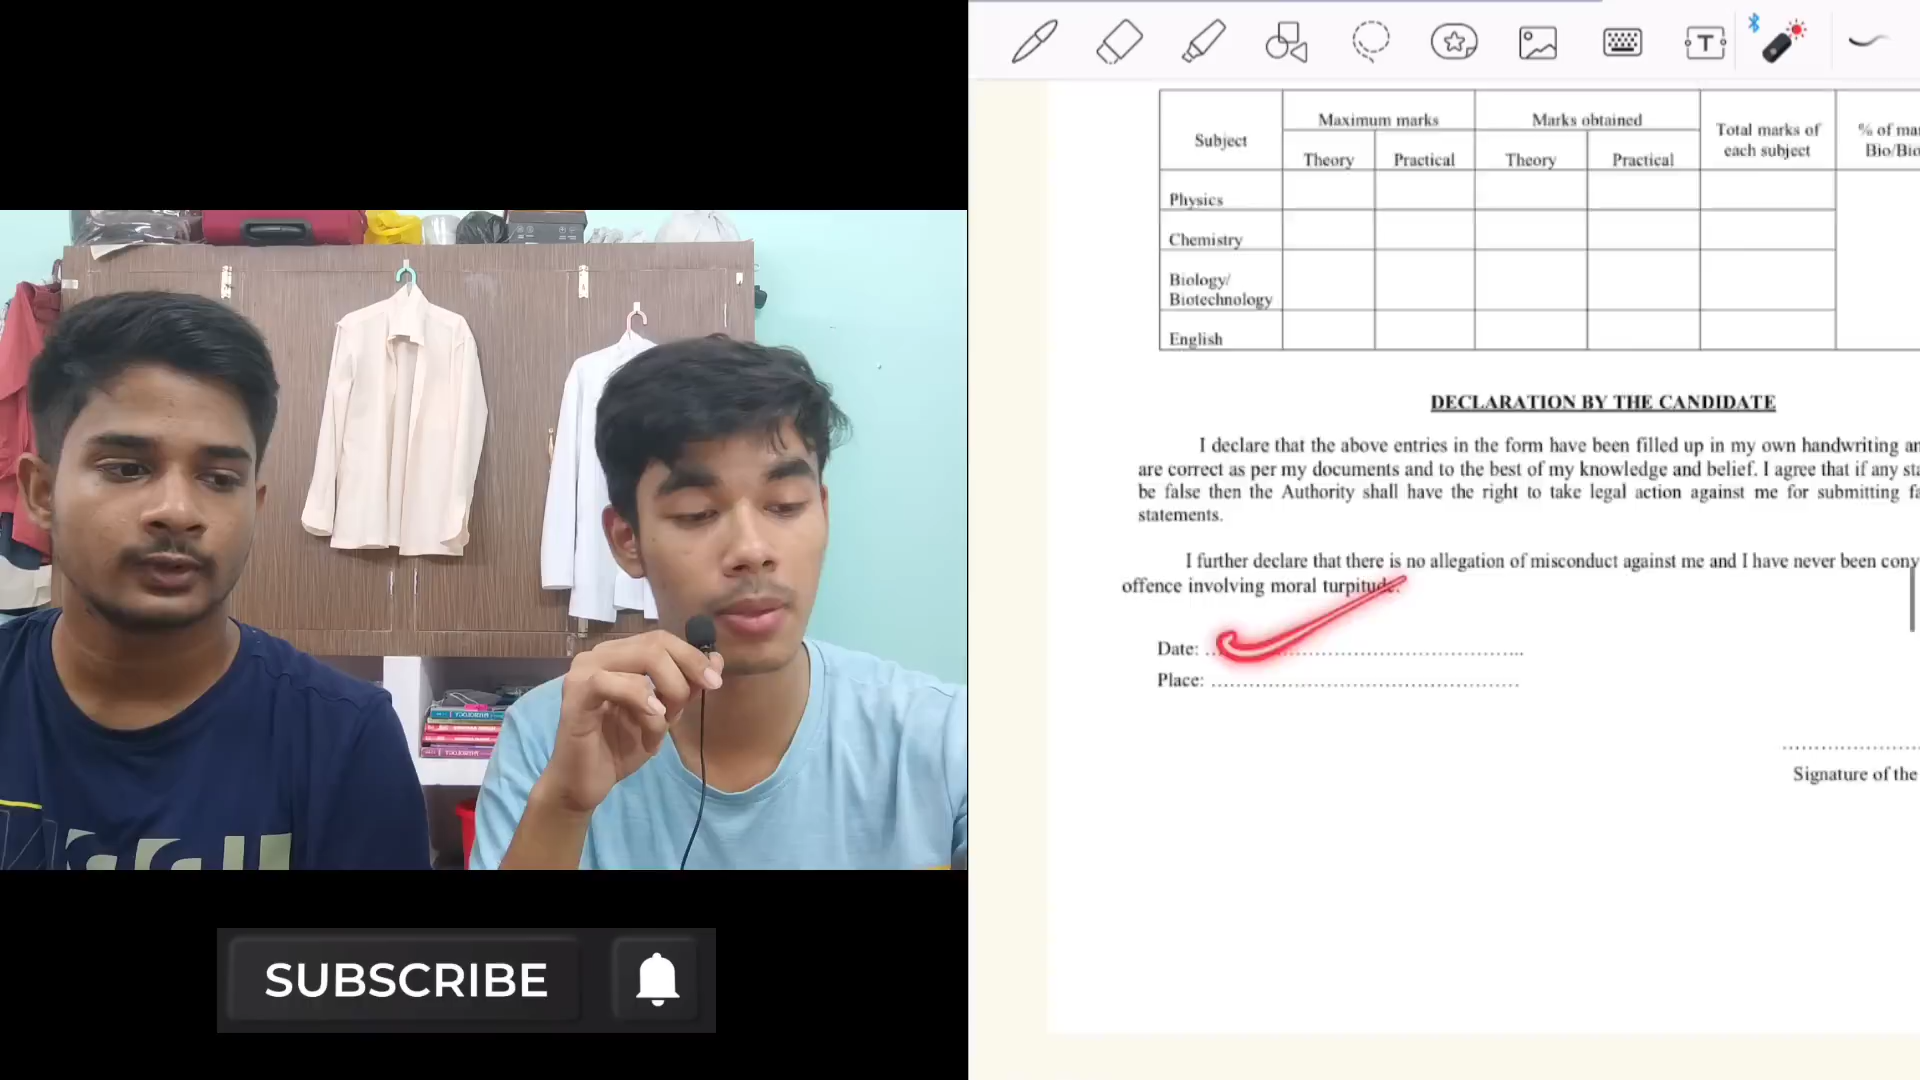 T
Subject
Maximum marks
Marks obtained
Total marks of
each subject
% of
Theory
Practical
Theory
Practical
Physics
Chemistry
Biology/
Biotechnology
English
DECLARATION BY THE CANDIDATE
I declare that the above entries in the form have been filled up in my own handwriting
are correct as per my documents and to the best of my knowledge and belief. I agree that if any
be false then the Authority shall have the right to take legal action against me for submitting
statements.
I further declare that there is no allegation of misconduct against me and I have never been
offence involving moral turpitude.
Date: ......................................................
Place: ......................................................
......................
Signature of the
SUBSCRIBE